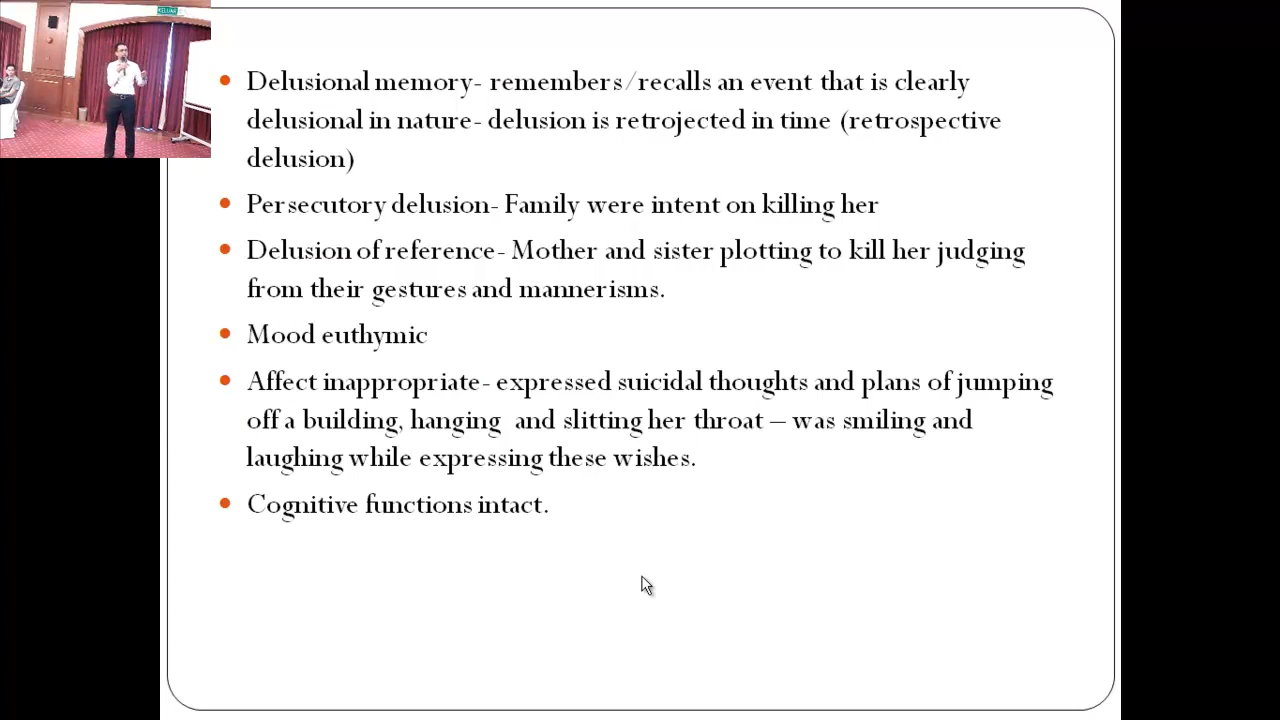 KELUAR
Delusional memory- remembers/recalls an event that is clearly
delusional in nature- delusion is retrojected in time (retrospective
delusion)
Persecutory delusion- Family were intent on killing her
Delusion of reference- Mother and sister plotting to kill her judging
from their gestures and mannerisms.
Mood euthymic
Affect inappropriate- expressed suicidal thoughts and plans of jumping
off a building, hanging  and slitting her throat – was smiling and
laughing while expressing these wishes.
Cognitive functions intact.